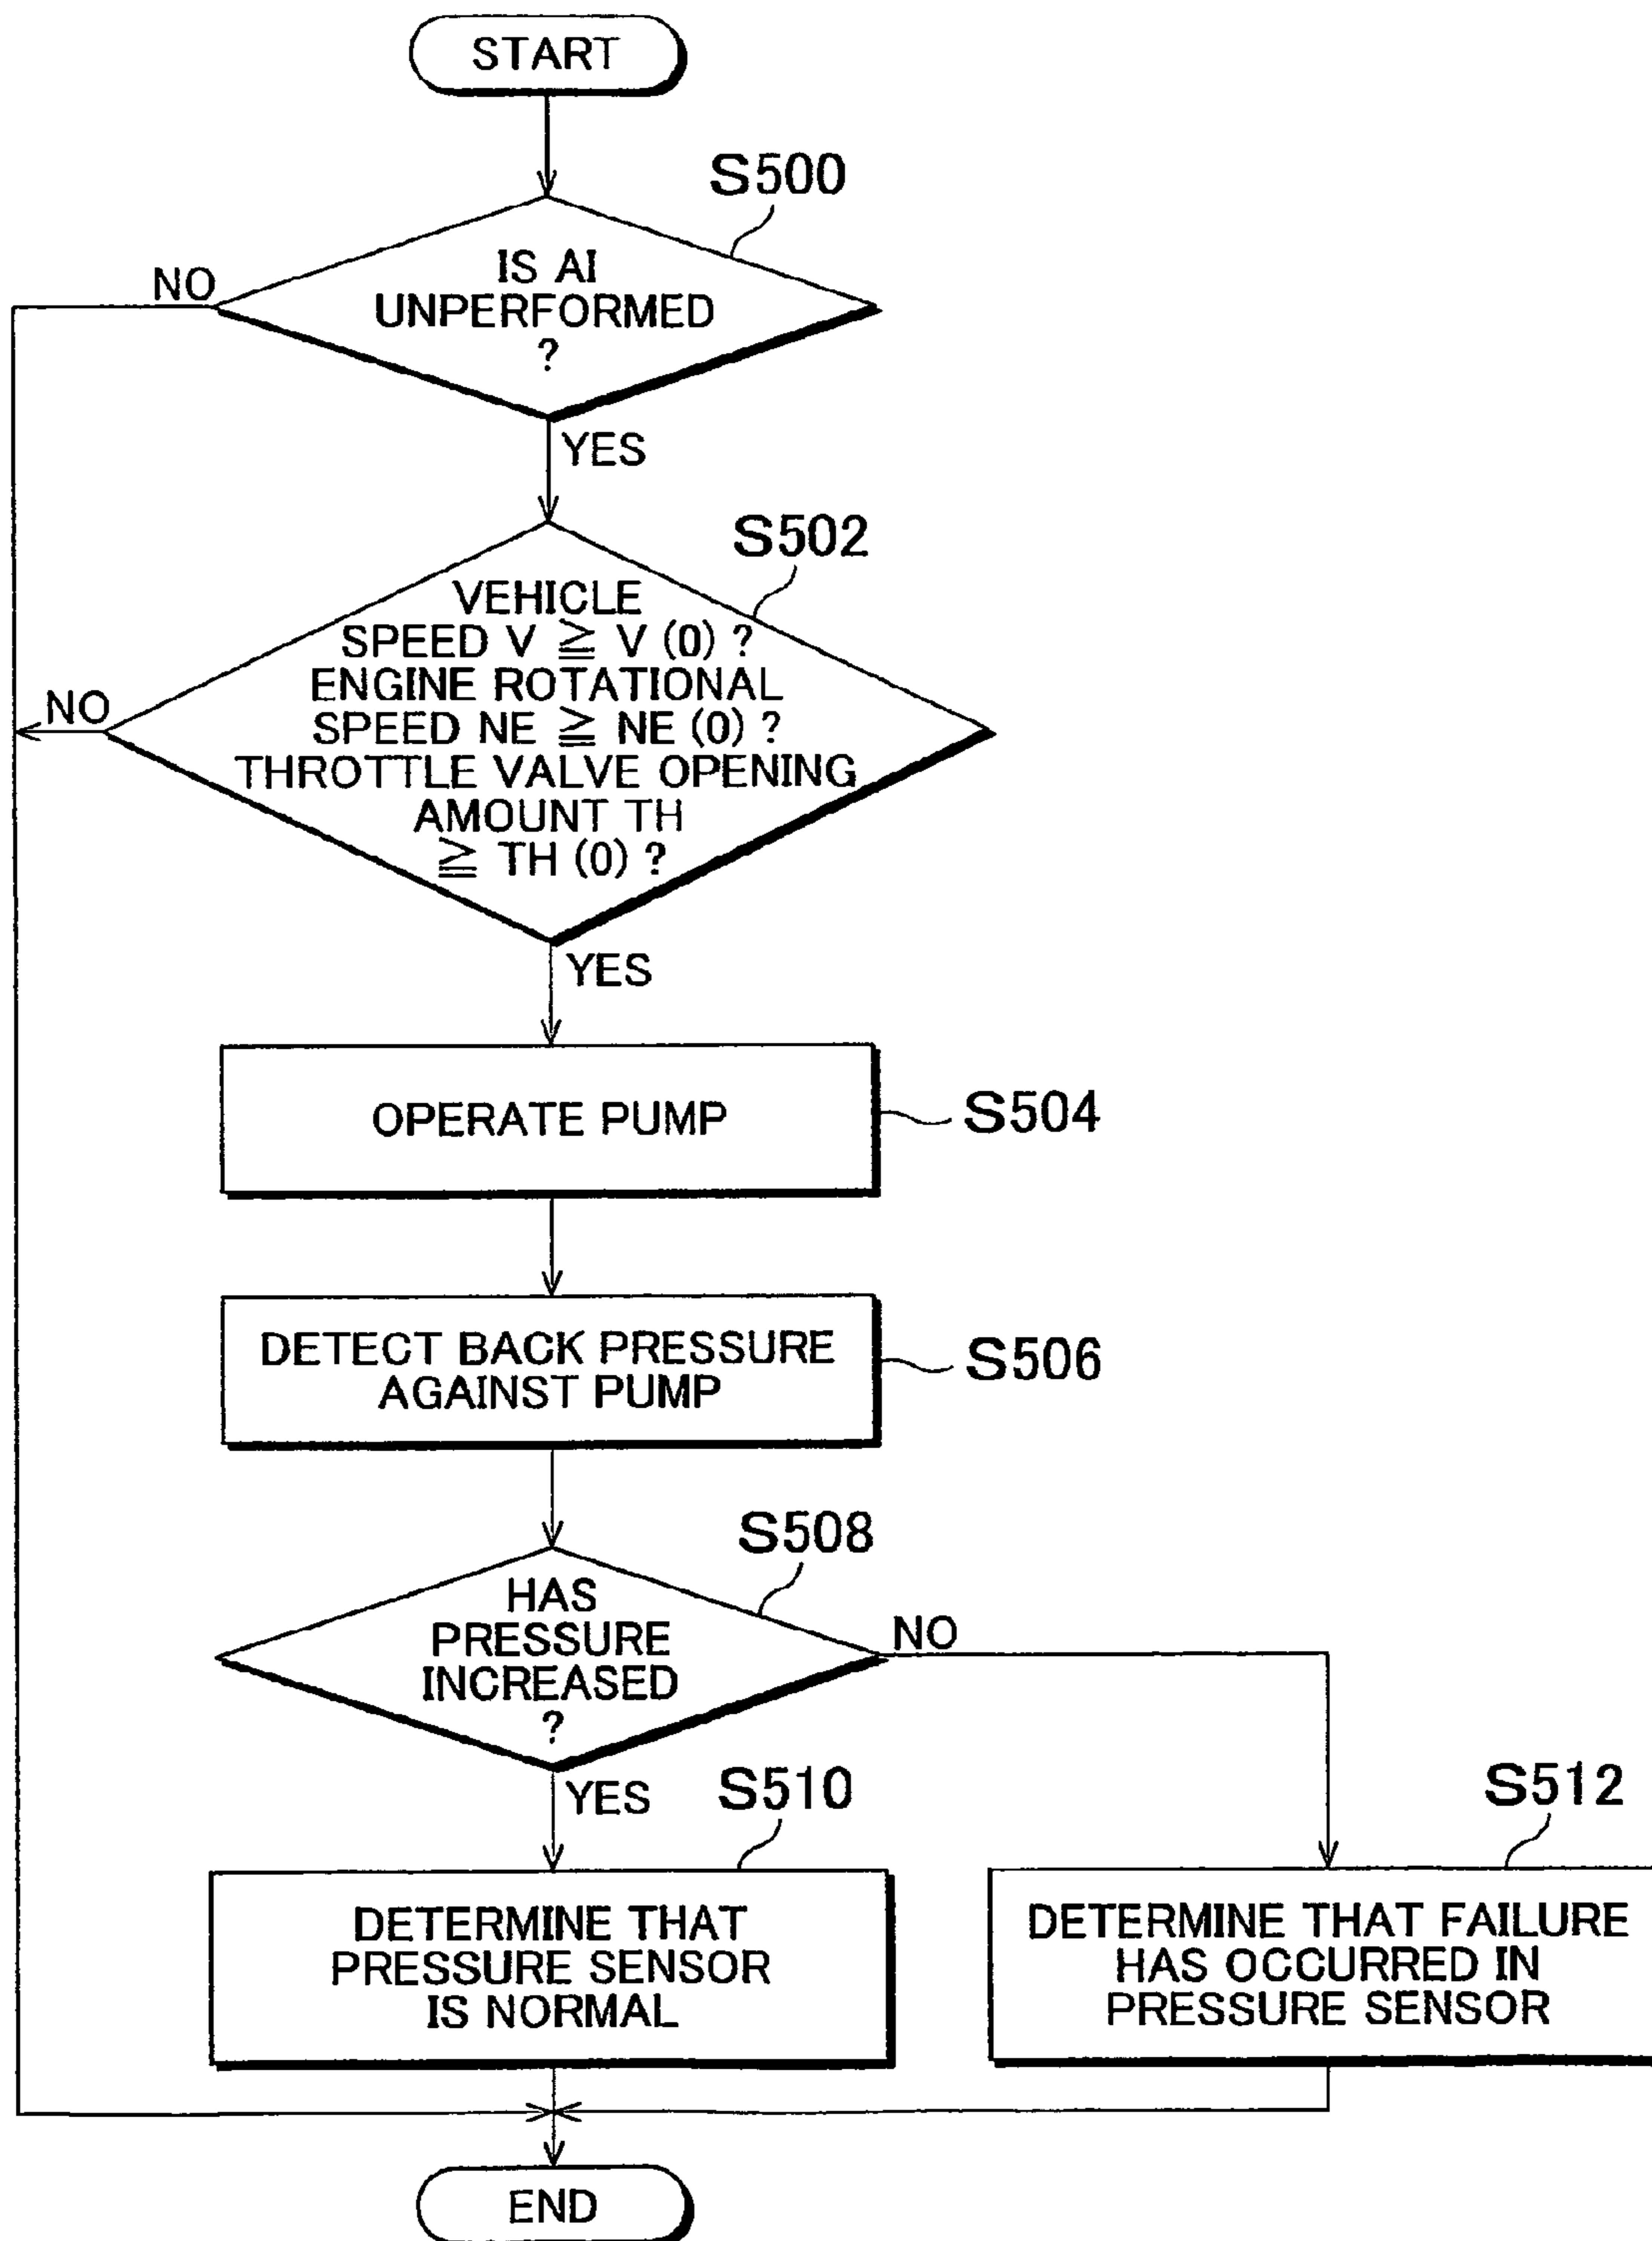 START
S500
IS AI
UNPERFORMED
?
NO
YES
S502
VEHICLE
SPEED V ≧ V (0) ?
ENGINE ROTATIONAL
SPEED NE ≧ NE (0) ?
THROTTLE VALVE OPENING
AMOUNT TH
≧ TH (0) ?
NO
YES
OPERATE PUMP
S504
DETECT BACK PRESSURE
AGAINST PUMP
S506
S508
HAS
PRESSURE
INCREASED
?
NO
YES
S510
S512
DETERMINE THAT
PRESSURE SENSOR
IS NORMAL
DETERMINE THAT FAILURE
HAS OCCURRED IN
PRESSURE SENSOR
END